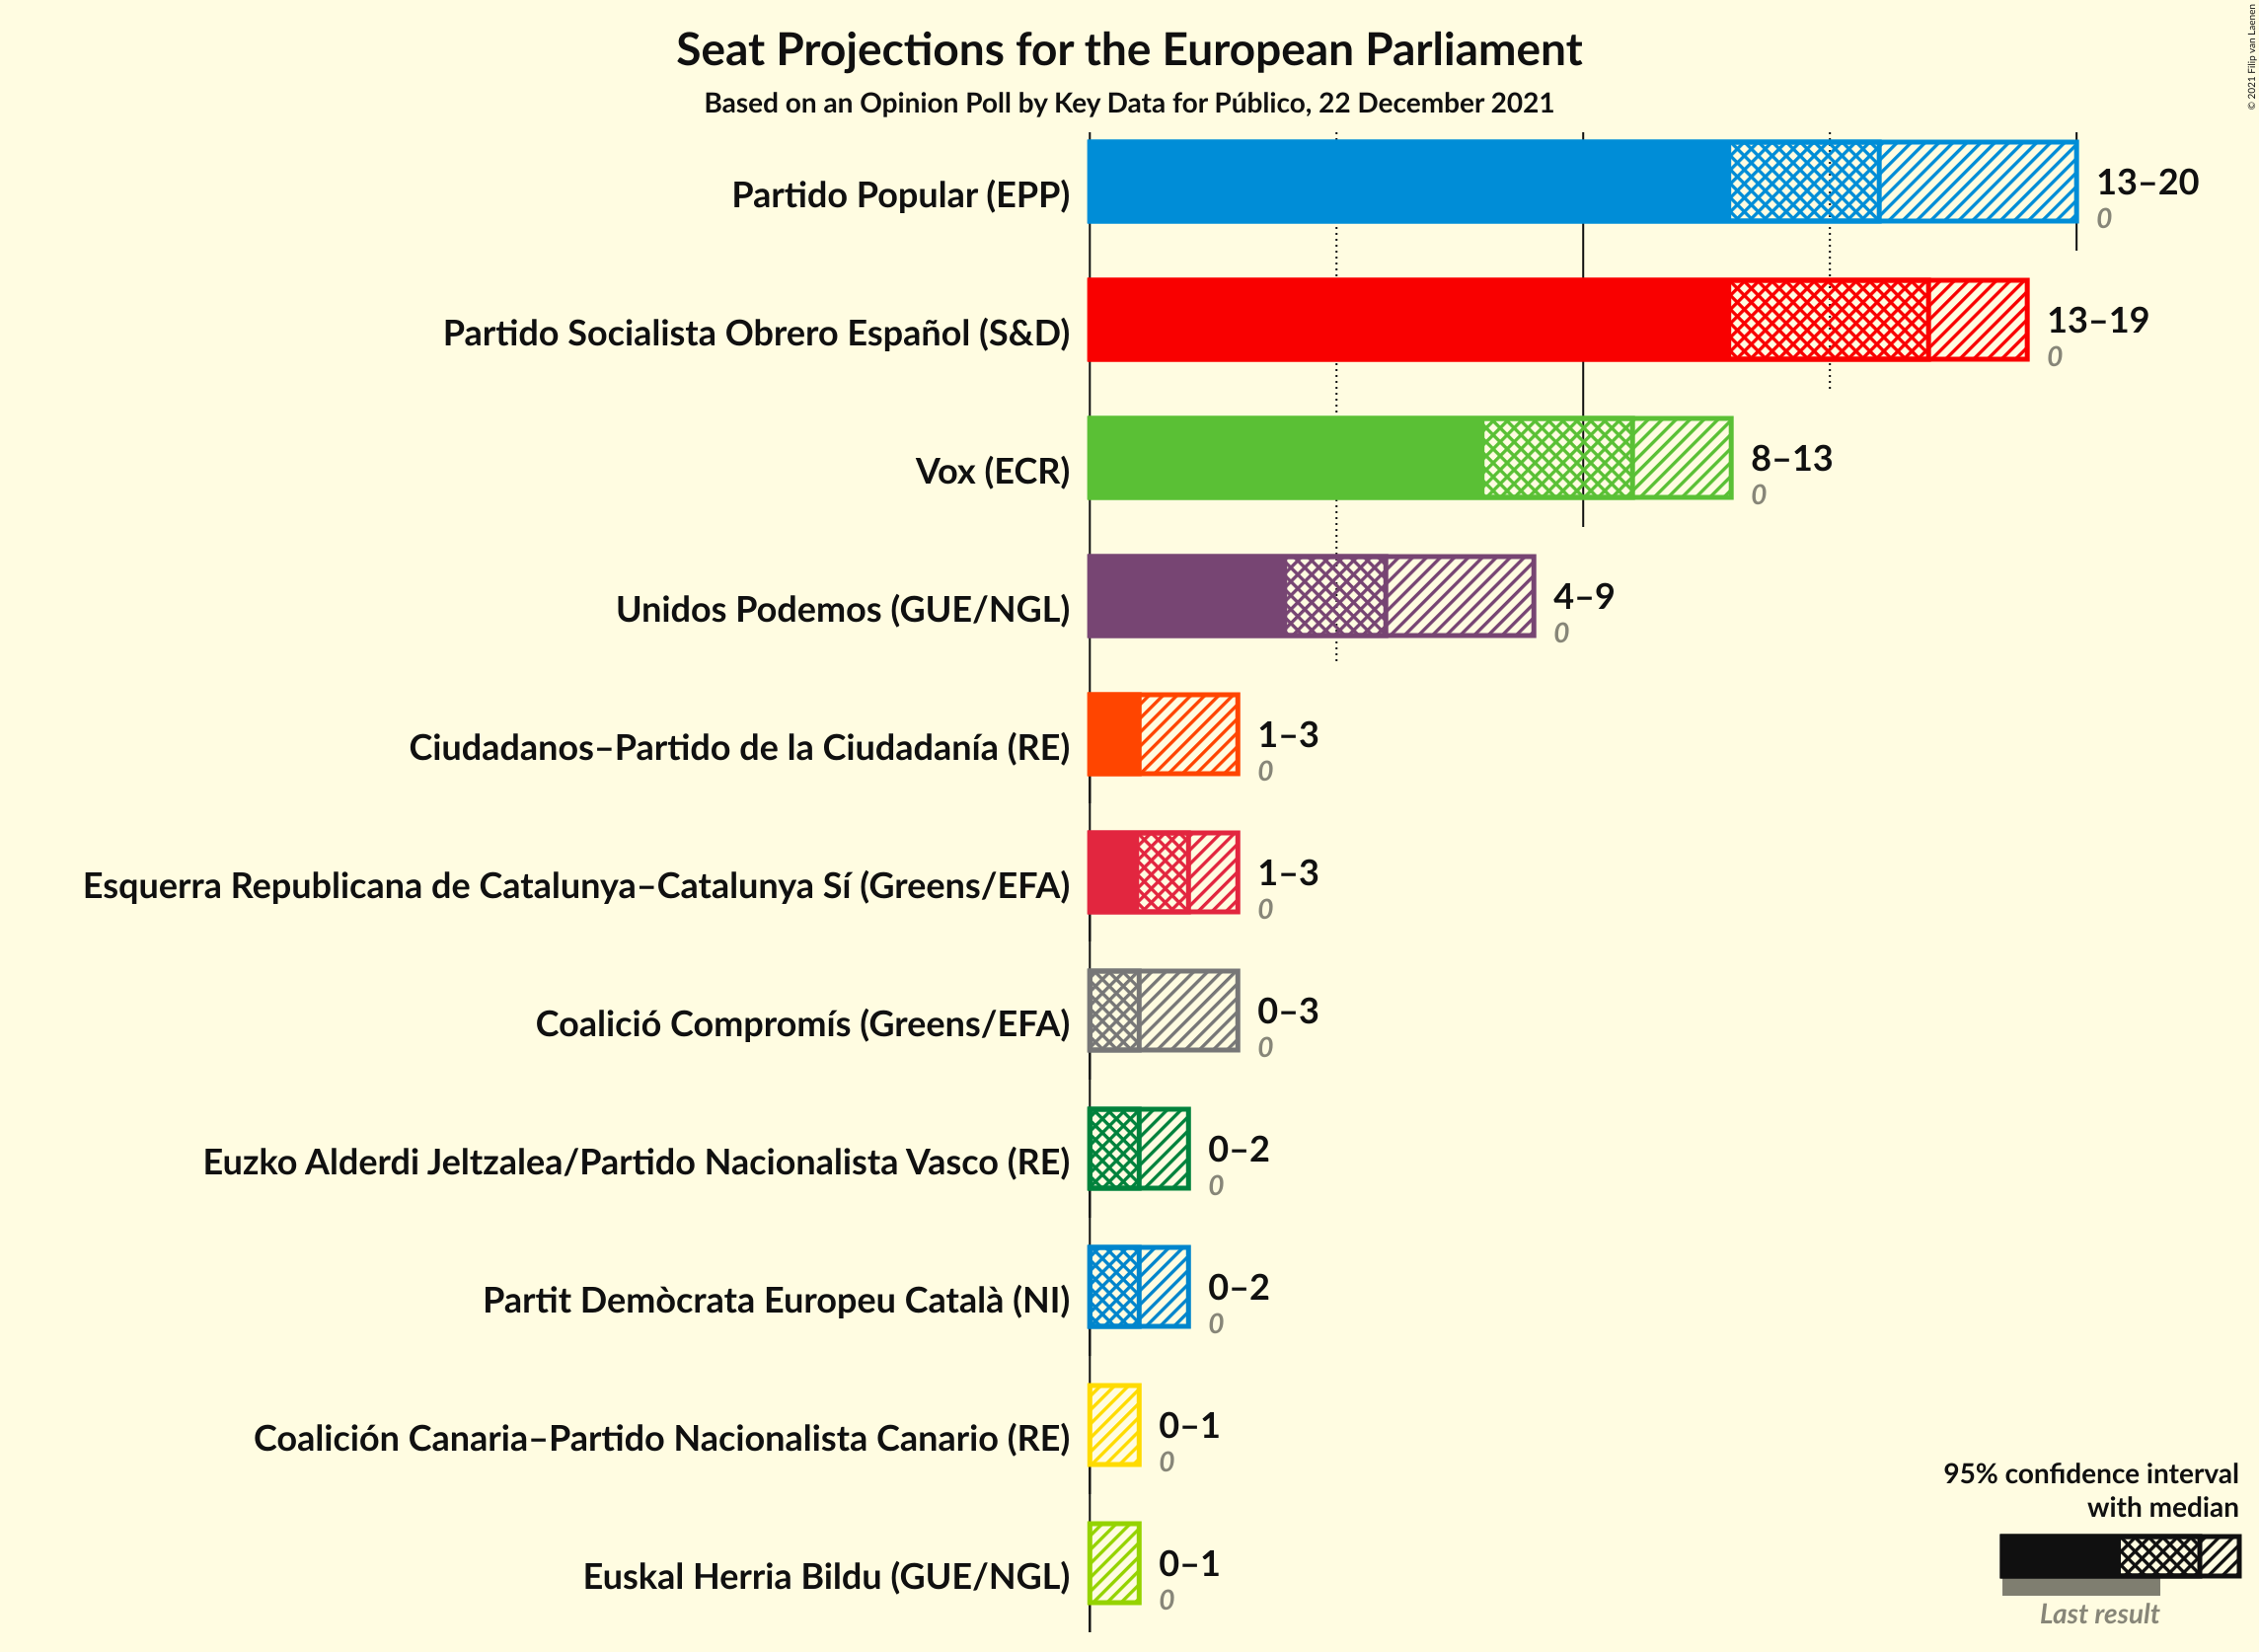 Seat Projections for the European Parliament
Based on an Opinion Poll by Key Data for Público, 22 December 2021
© 2021 Filip van Laenen
Partido Popular (EPP)
13–20
0
Partido Socialista Obrero Español (S&D)
13–19
0
Vox (ECR)
8–13
0
Unidos Podemos (GUE/NGL)
4–9
0
Ciudadanos–Partido de la Ciudadanía (RE)
1–3
0
Esquerra Republicana de Catalunya–Catalunya Sí (Greens/EFA)
1–3
0
Coalició Compromís (Greens/EFA)
0–3
0
Euzko Alderdi Jeltzalea/Partido Nacionalista Vasco (RE)
0–2
0
Partit Demòcrata Europeu Català (NI)
0–2
0
Coalición Canaria–Partido Nacionalista Canario (RE)
0–1
0
Euskal Herria Bildu (GUE/NGL)
0–1
0
95% confidence interval
with median
Last result